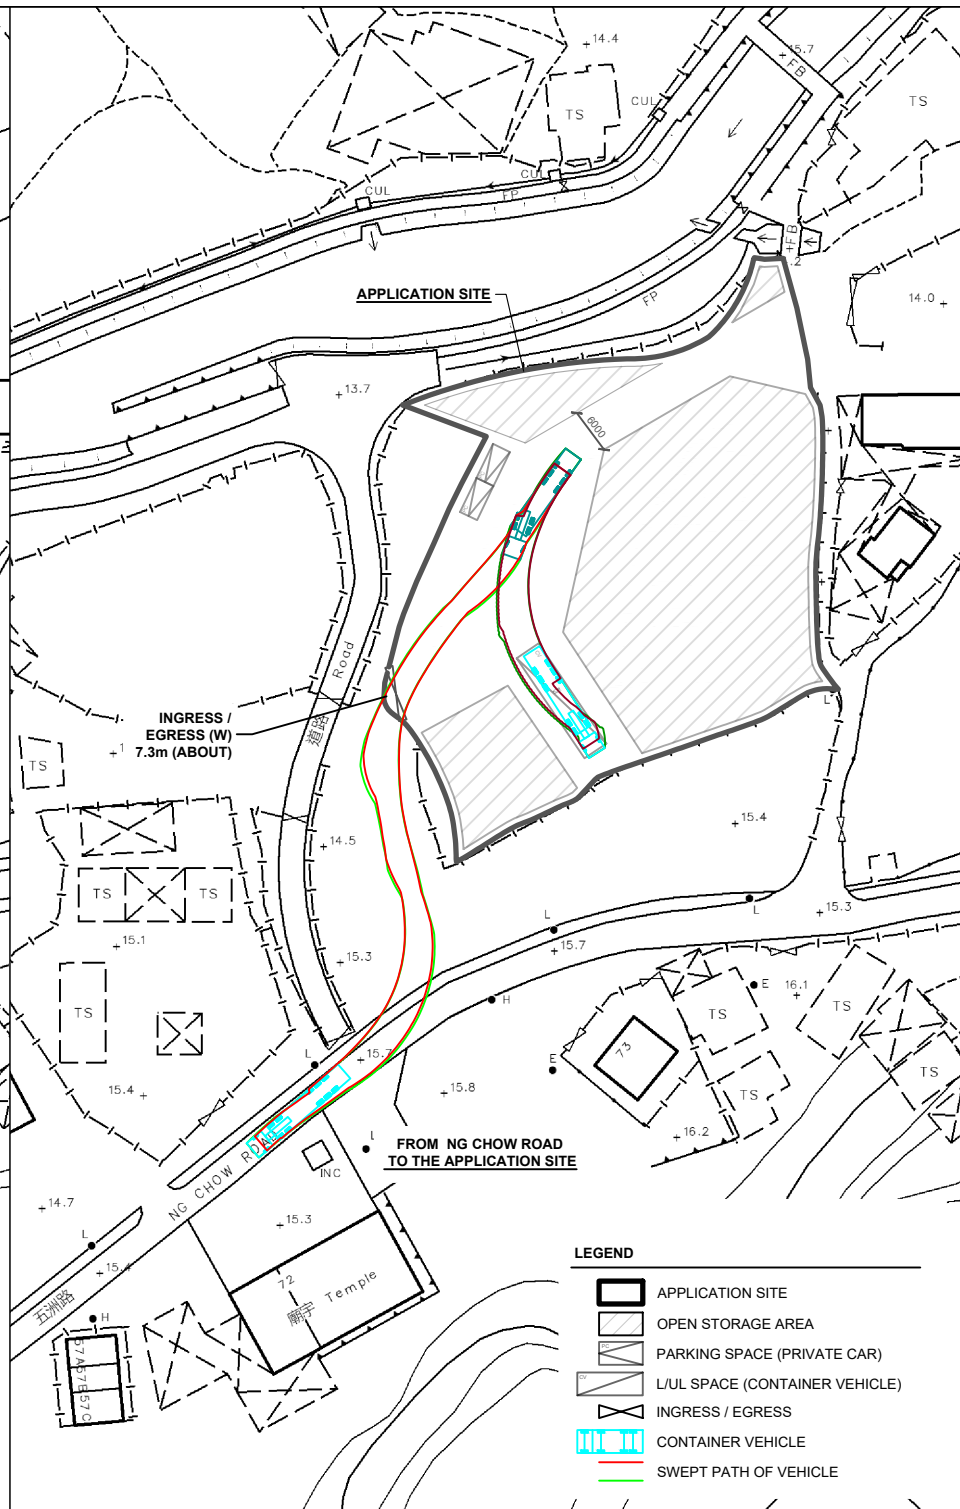 14.4
15.7
FB
TS
CUL
TS
CUL
CUL
FP
FB
.2
APPLICATION SITE
FP
14.0
13.7
6000
Road
道路
INGRESS /
EGRESS (W)
7.3m (ABOUT)
TS
L
15.4
14.5
TS
TS
L
L
15.3
15.1
15.7
15.3
TS
H
E
16.1
TS
TS
73
L
15.7
E
TS
15.4
15.8
TS
16.2
FROM NG CHOW ROAD
TO THE APPLICATION SITE
INC
NG CHOW ROAD
14.7
15.3
L
15.4
五洲路
72
廟宇 Temple
H
57A57B57C
LEGEND
APPLICATION SITE
OPEN STORAGE AREA
PC
PARKING SPACE (PRIVATE CAR)
CV
L/UL SPACE (CONTAINER VEHICLE)
INGRESS / EGRESS
CONTAINER VEHICLE
SWEPT PATH OF VEHICLE